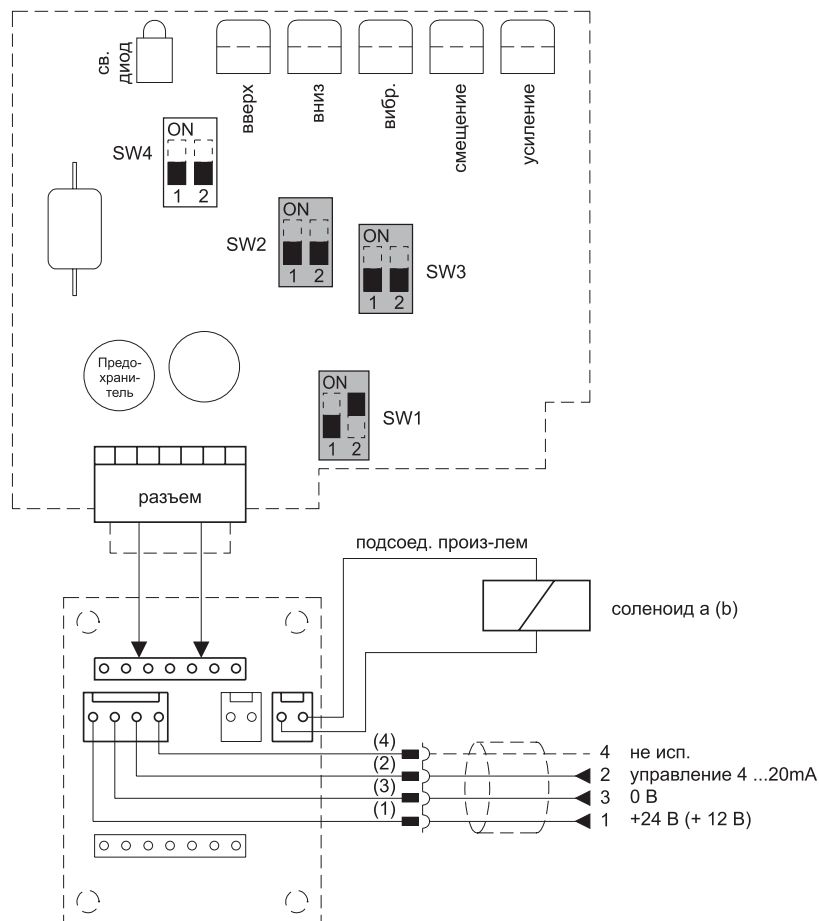 св.
диод
вверх
вниз
вибр.
смещение
усиление
ON
SW4
1 2
ON
SW2
1 2
ON
SW3
1 2
Предо-
храни-
тель
ON
SW1
1 2
разъем
подсоед. произ-лем
соленоид a (b)
(4)
4 не исп.
(2)
2 управление 4 ...20mA
(3)
3 0 В
(1)
1 +24 В (+ 12 В)